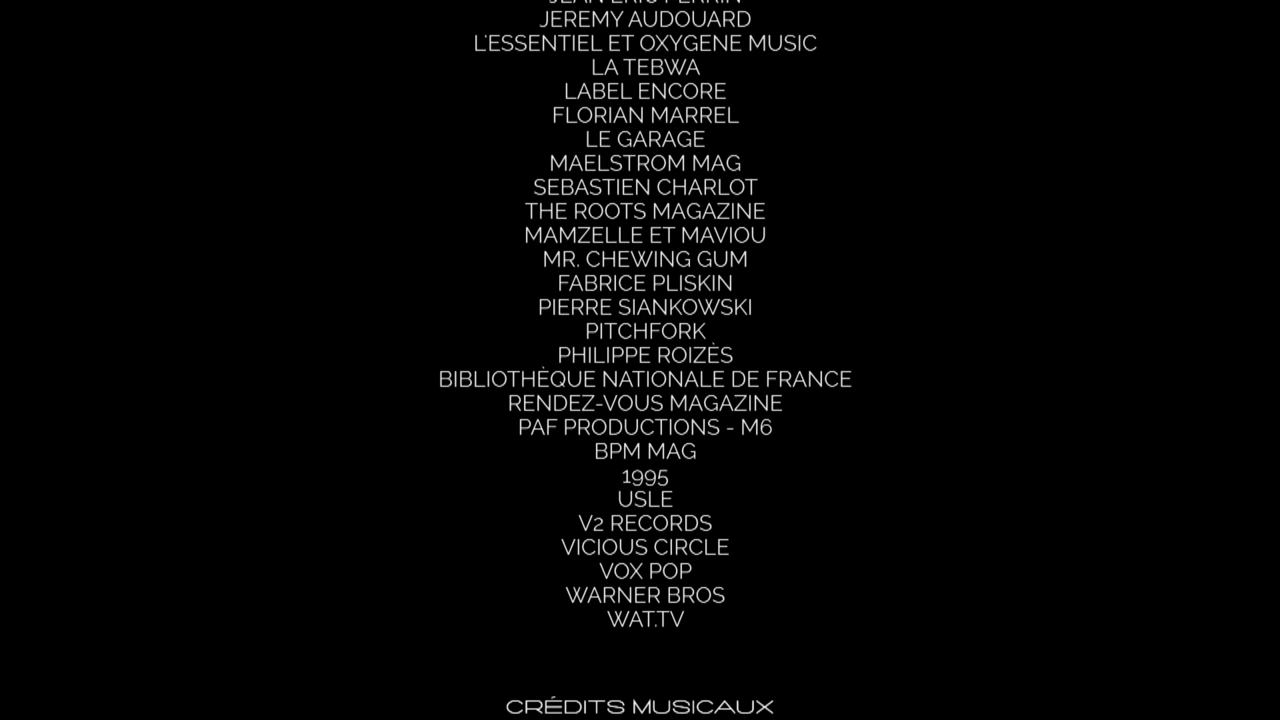 JEAN-ERIC PERRIN
JEREMY AUDOUARD
L'ESSENTIEL ET OXYGENE MUSIC
LA TEBWA
LABEL ENCORE
FLORIAN MARREL
LE GARAGE
MAELSTROM MAG
SEBASTIEN CHARLOT
THE ROOTS MAGAZINE
MAMZELLE ET MAVIOU
MR. CHEWING GUM
FABRICE PLISKIN
PIERRE SIANKOWSKI
PITCHFORK
PHILIPPE ROIZÈS
BIBLIOTHÈQUE NATIONALE DE FRANCE
RENDEZ-VOUS MAGAZINE
PAF PRODUCTIONS - M6
BPM MAG
1995
USLE
V2 RECORDS
VICIOUS CIRCLE
VOX POP
WARNER BROS
WAT.TV
CRÉDITS MUSICAUX